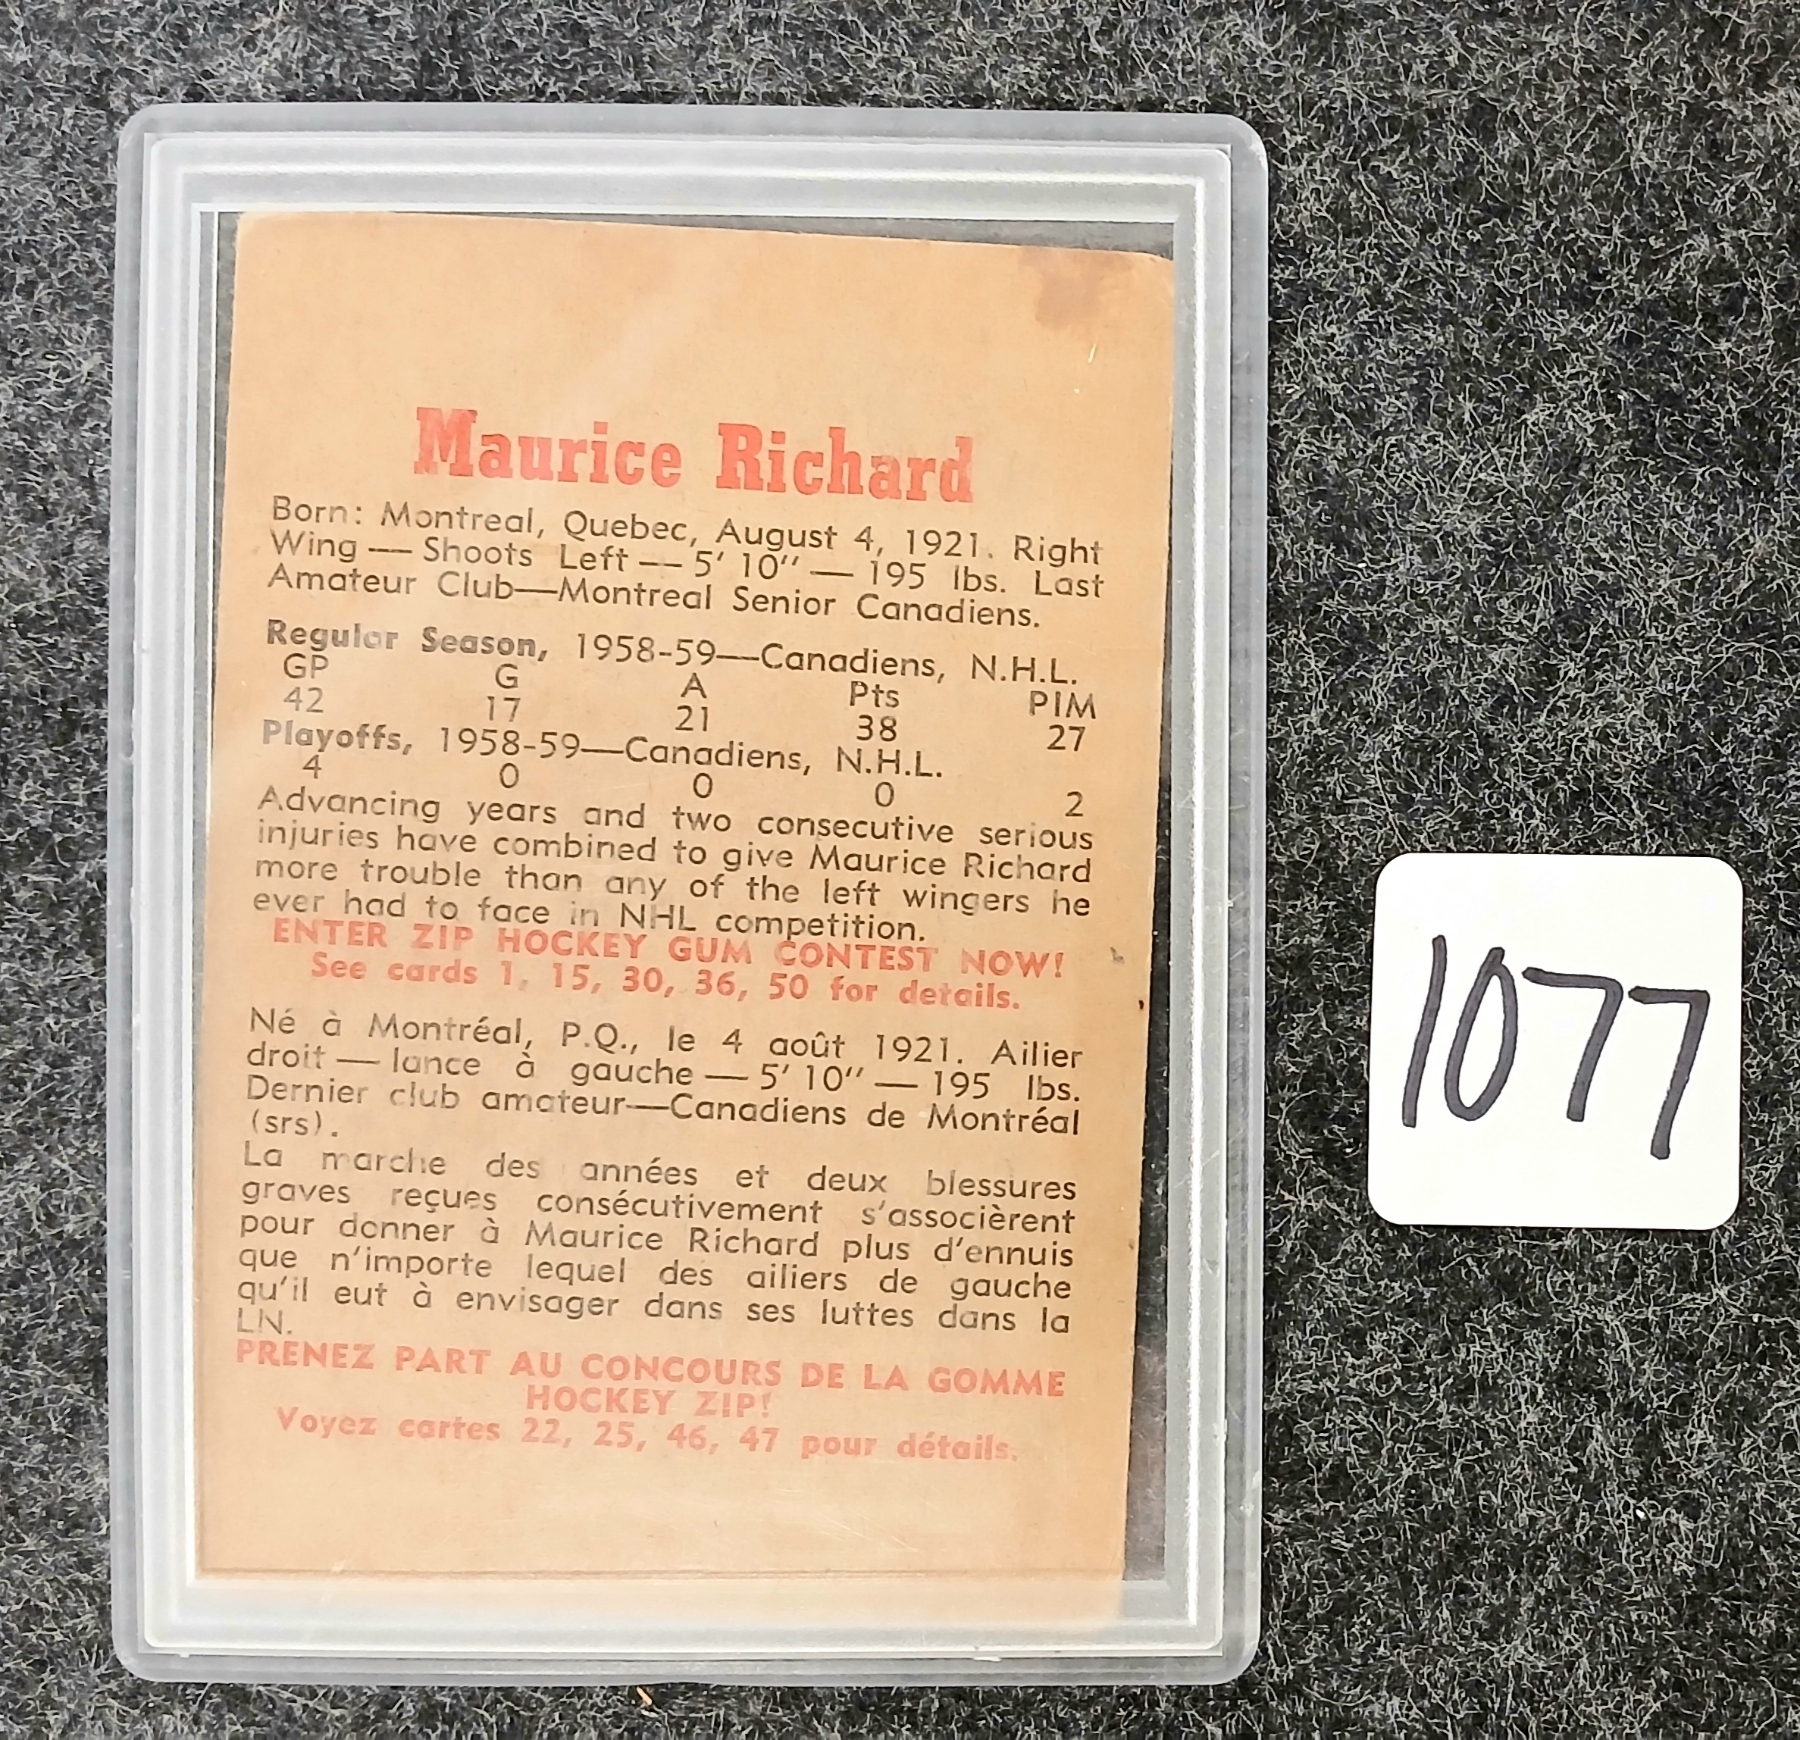 Maurice Richard
Born: Montreal, Quebec, August 4, 1921. Right
Wing — Shoots Left — 5' 10'' — 195 lbs. Last
Amateur Club—Montreal Senior Canadiens.
Regular Season, 1958-59—Canadiens, N.H.L.
GP G A Pts PIM
42 17 21 38 27
Playoffs, 1958-59—Canadiens, N.H.L.
4 0 0 0 2
Advancing years and two consecutive serious
injuries have combined to give Maurice Richard
more trouble than any of the left wingers he
ever had to face in NHL competition.
ENTER ZIP HOCKEY GUM CONTEST NOW!
See cards 1, 15, 30, 36, 50 for details.
Né à Montréal, P.Q., le 4 août 1921. Ailier
droit — lance à gauche — 5' 10'' — 195 lbs.
Dernier club amateur—Canadiens de Montréal
(srs).
La marche des années et deux blessures
graves reçues consécutivement s'associèrent
pour donner à Maurice Richard plus d'ennuis
que n'importe lequel des ailiers de gauche
qu'il eut à envisager dans ses luttes dans la
LN.
PRENEZ PART AU CONCOURS DE LA GOMME
HOCKEY ZIP!
Voyez cartes 22, 25, 46, 47 pour détails.
1077